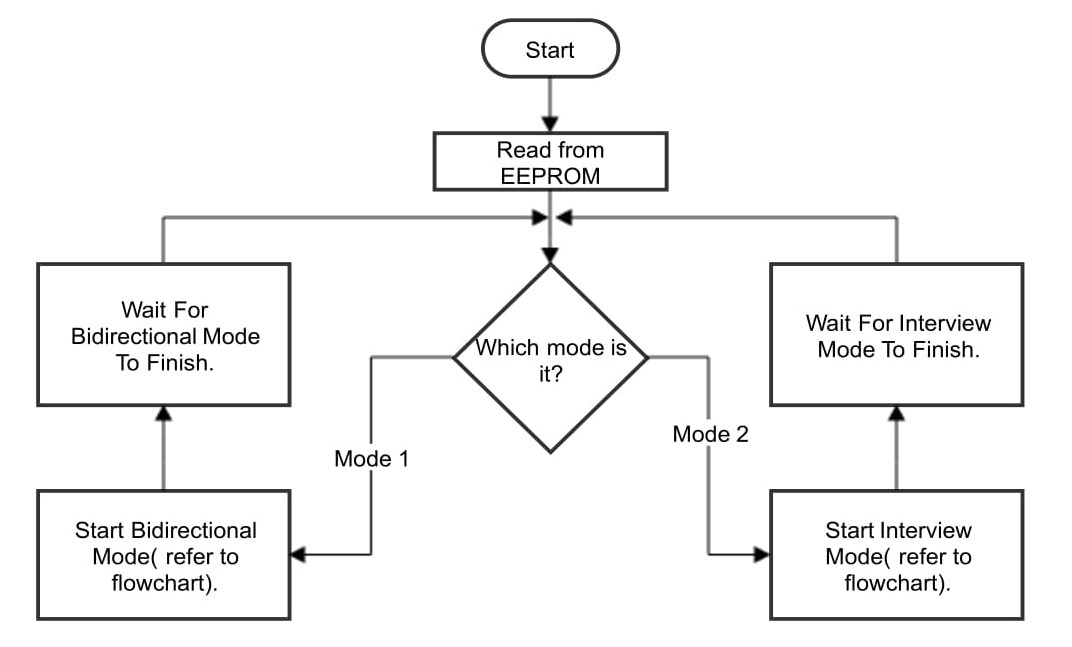 Start
Read from
EEPROM
Wait For
Bidirectional Mode
To Finish.
Which mode is
it?
Wait For Interview
Mode To Finish.
Mode 1
Mode 2
Start Bidirectional
Mode( refer to
flowchart).
Start Interview
Mode( refer to
flowchart).